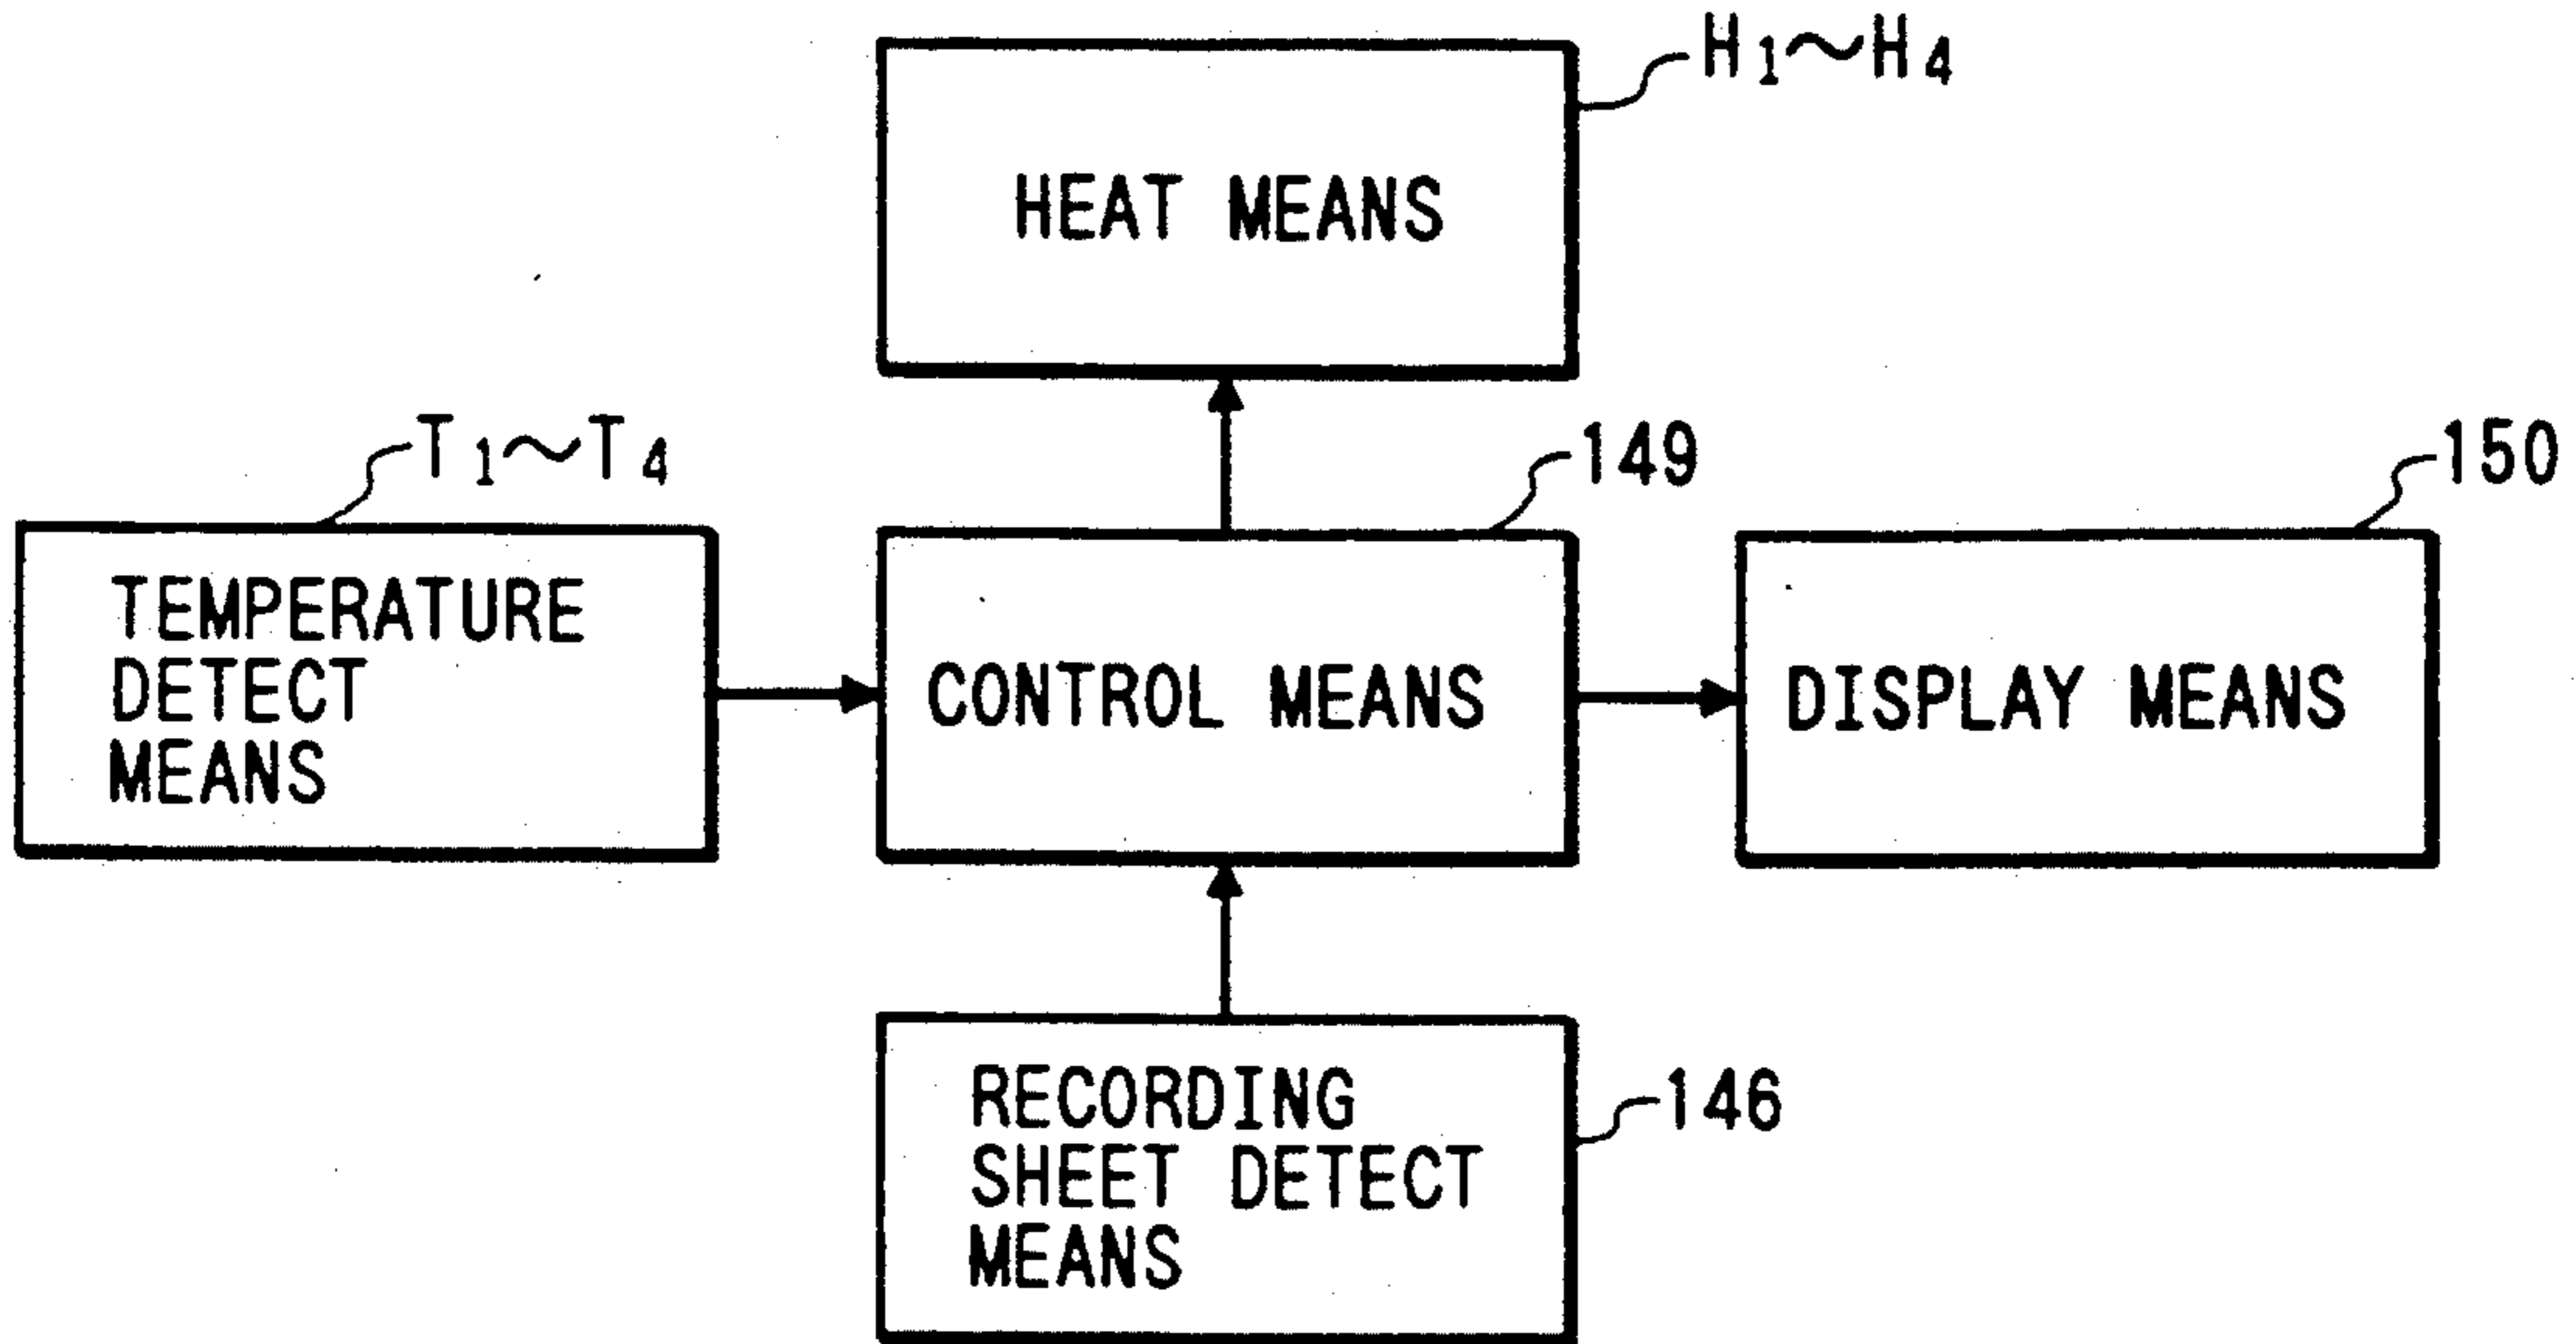 H1~H4
HEAT MEANS
T1~T4
149
150
TEMPERATURE
DETECT
MEANS
CONTROL MEANS
DISPLAY MEANS
RECORDING
SHEET DETECT
MEANS
146